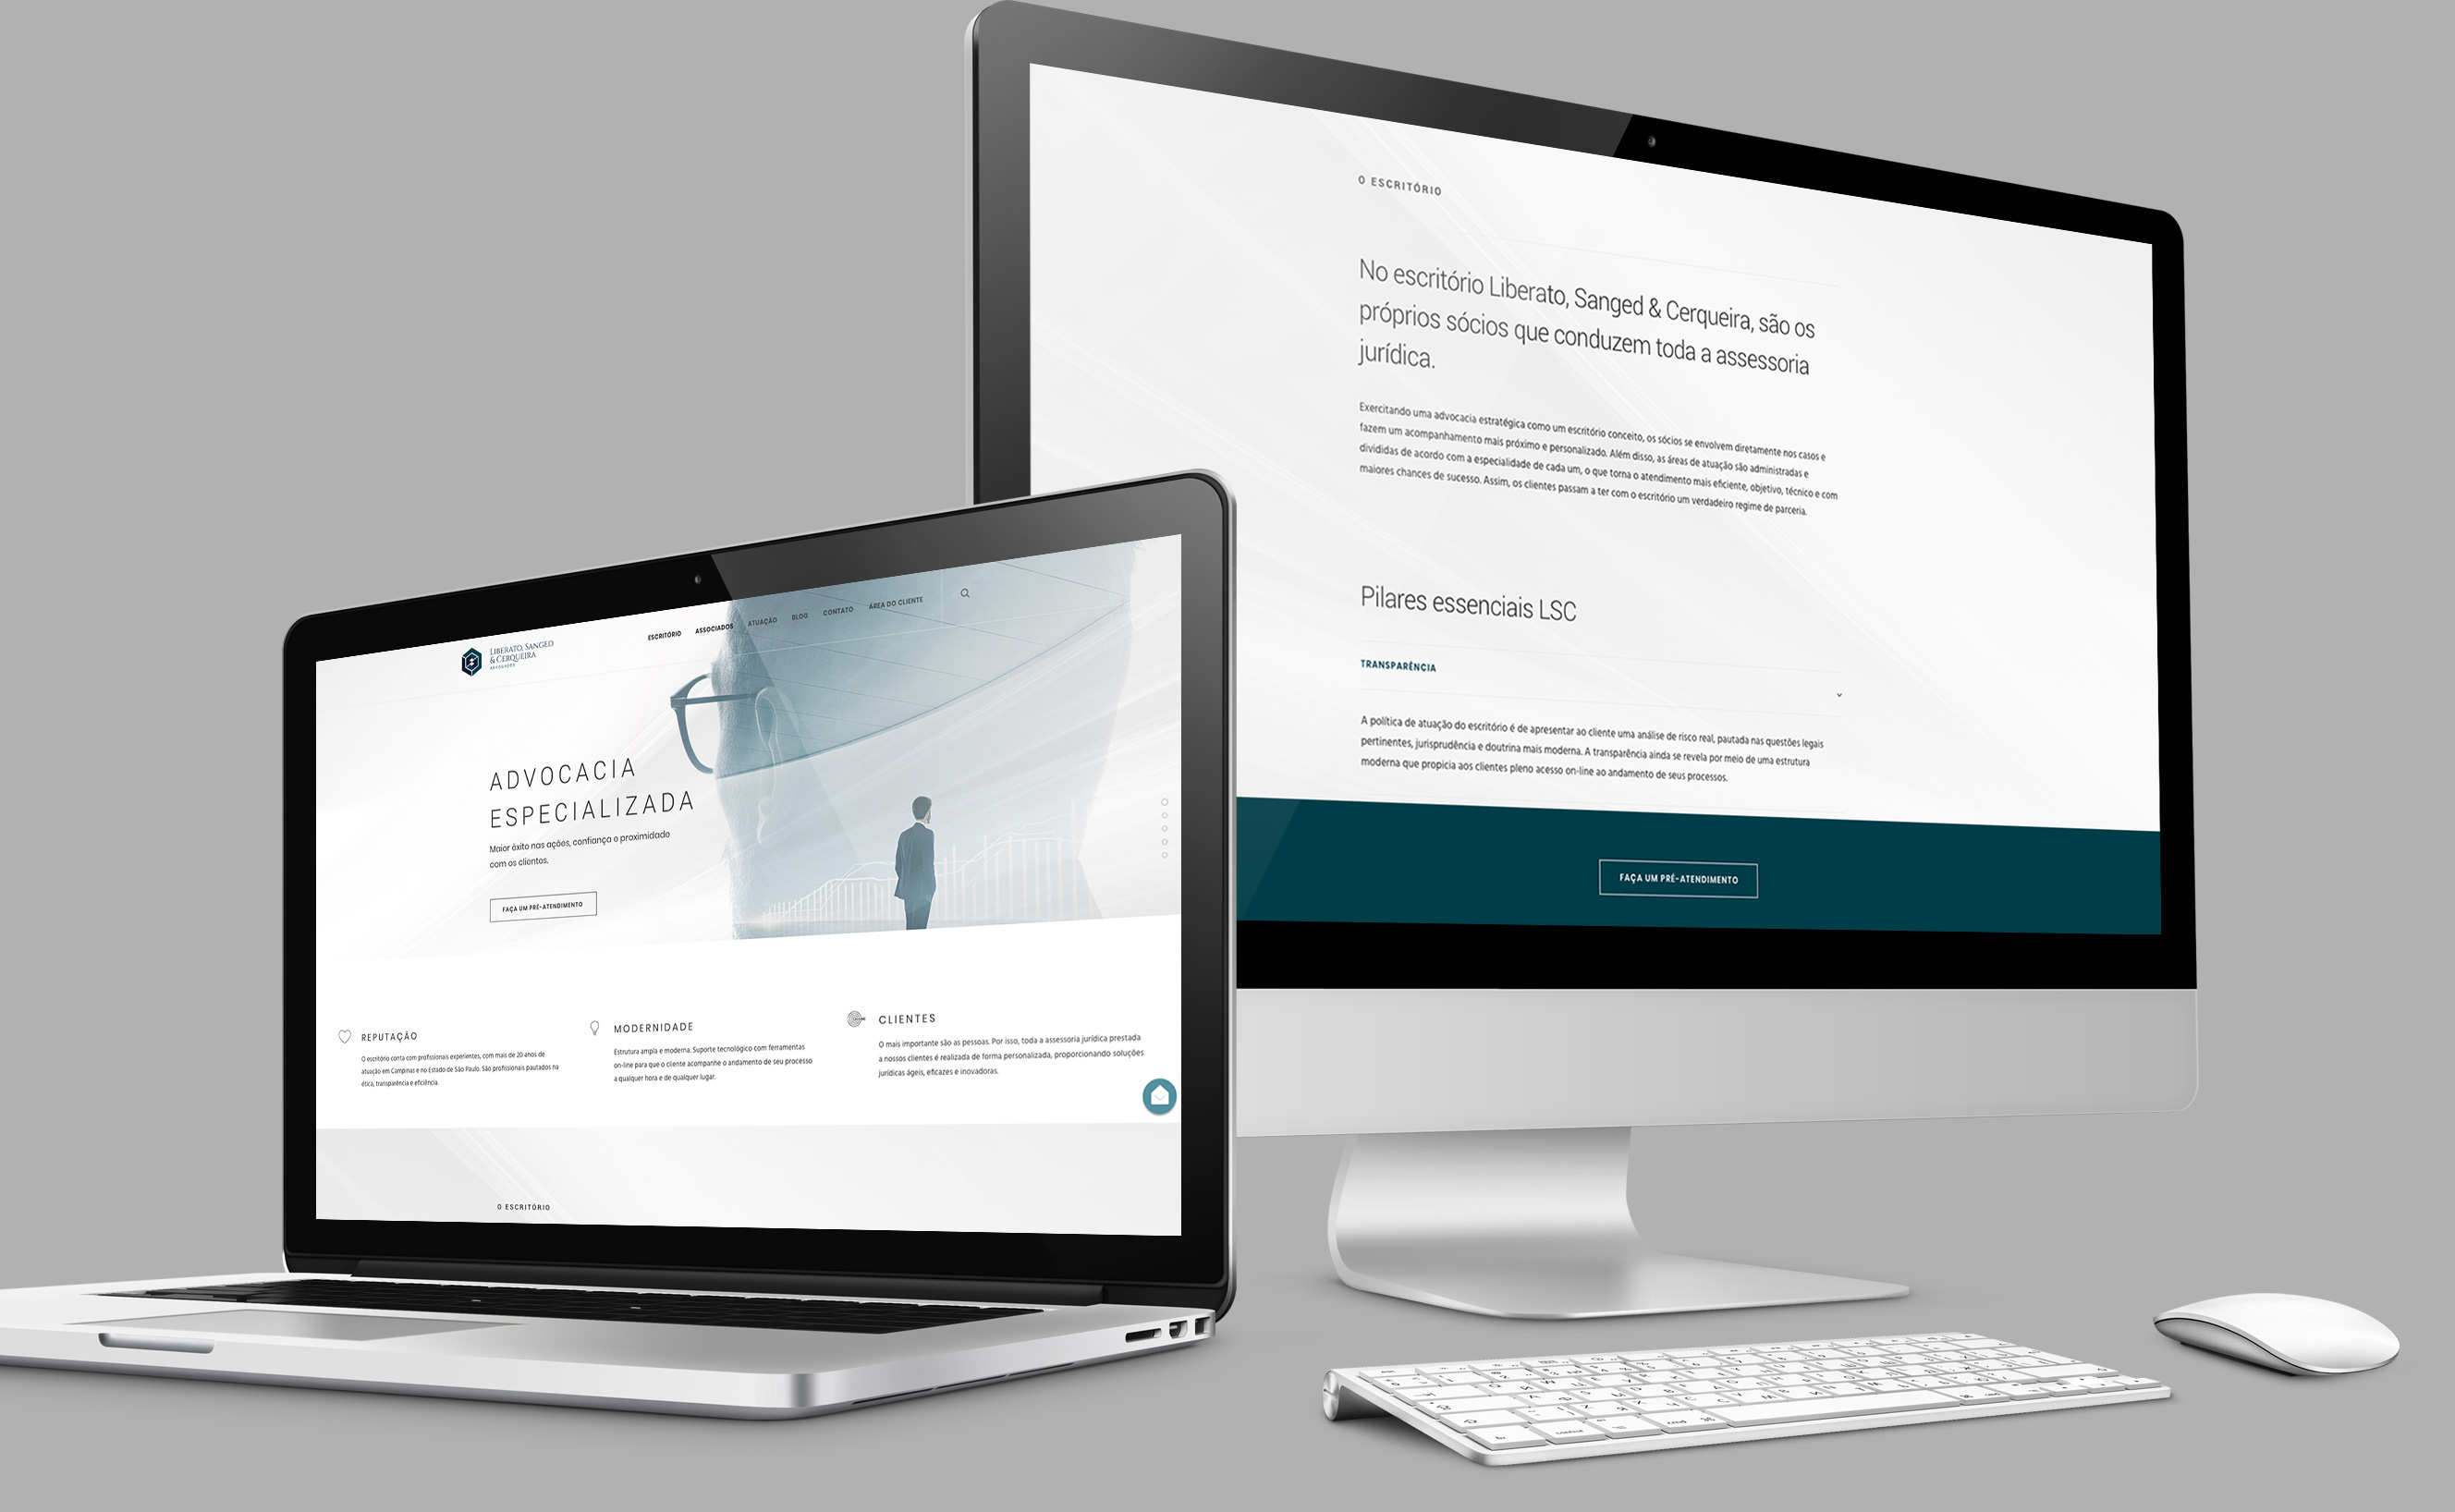 O ESCRITÓRIO
No escritório Liberato, Sanged & Cerqueira, são os
próprios sócios que conduzem toda a assessoria
jurídica.
Exercitando uma advocacia estratégica como um escritório conceito, os sócios se envolvem diretamente nos casos e
fazem um acompanhamento mais próximo e personalizado. Além disso, as áreas de atuação são administradas e
divididas de acordo com a especialidade de cada um, o que torna o atendimento mais eficiente, objetivo, técnico e com
maiores chances de sucesso. Assim, os clientes passam a ter com o escritório um verdadeiro regime de parceria.
Pilares essenciais LSC
TRANSPARÊNCIA
A política de atuação do escritório é de apresentar ao cliente uma análise de risco real, pautada nas questões legais
pertinentes, jurisprudência e doutrina mais moderna. A transparência ainda se revela por meio de uma estrutura
moderna que propicia aos clientes pleno acesso on-line ao andamento de seus processos.
FAÇA UM PRÉ-ATENDIMENTO
LIBERATO, SANGED
& CERQUEIRA
ADVOGADOS
ESCRITÓRIO ASSOCIADOS ATUAÇÃO BLOG CONTATO ÁREA DO CLIENTE
ADVOCACIA
ESPECIALIZADA
Maior êxito nas ações, confiança e proximidade
com os clientes.
FAÇA UM PRÉ-ATENDIMENTO
REPUTAÇÃO
O escritório conta com profissionais experientes, com mais de 20 anos de
atuação em Campinas e no Estado de São Paulo. São profissionais pautados na
ética, transparência e eficiência.
MODERNIDADE
Estrutura ampla e moderna. Suporte tecnológico com ferramentas
on-line para que o cliente acompanhe o andamento de seu processo
a qualquer hora e de qualquer lugar.
CLIENTES
O mais importante são as pessoas. Por isso, toda a assessoria jurídica prestada
a nossos clientes é realizada de forma personalizada, proporcionando soluções
jurídicas ágeis, eficazes e inovadoras.
O ESCRITÓRIO